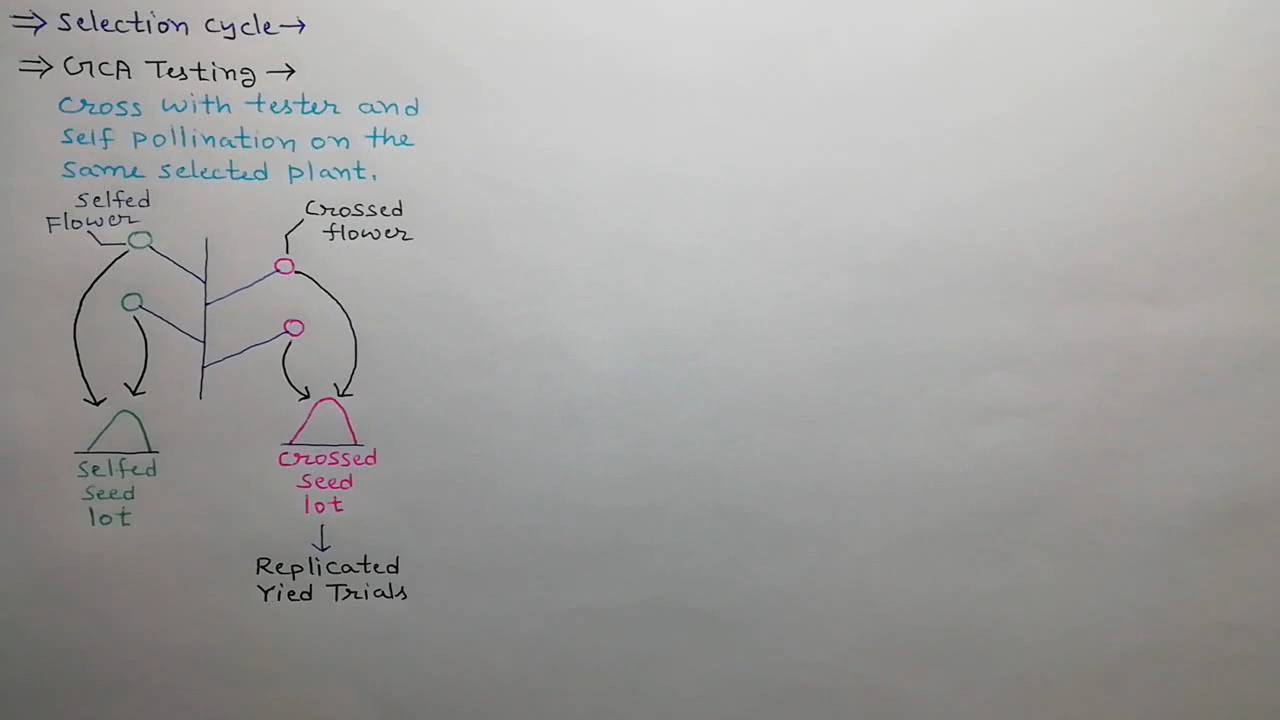 ⇒ Selection cycle →
⇒ GCA Testing →
Cross with tester and
self pollination on the
same selected plant.
Selfed
Flower
Crossed
flower
Selfed
seed
lot
Crossed
seed
lot
Replicated
Yied Trials